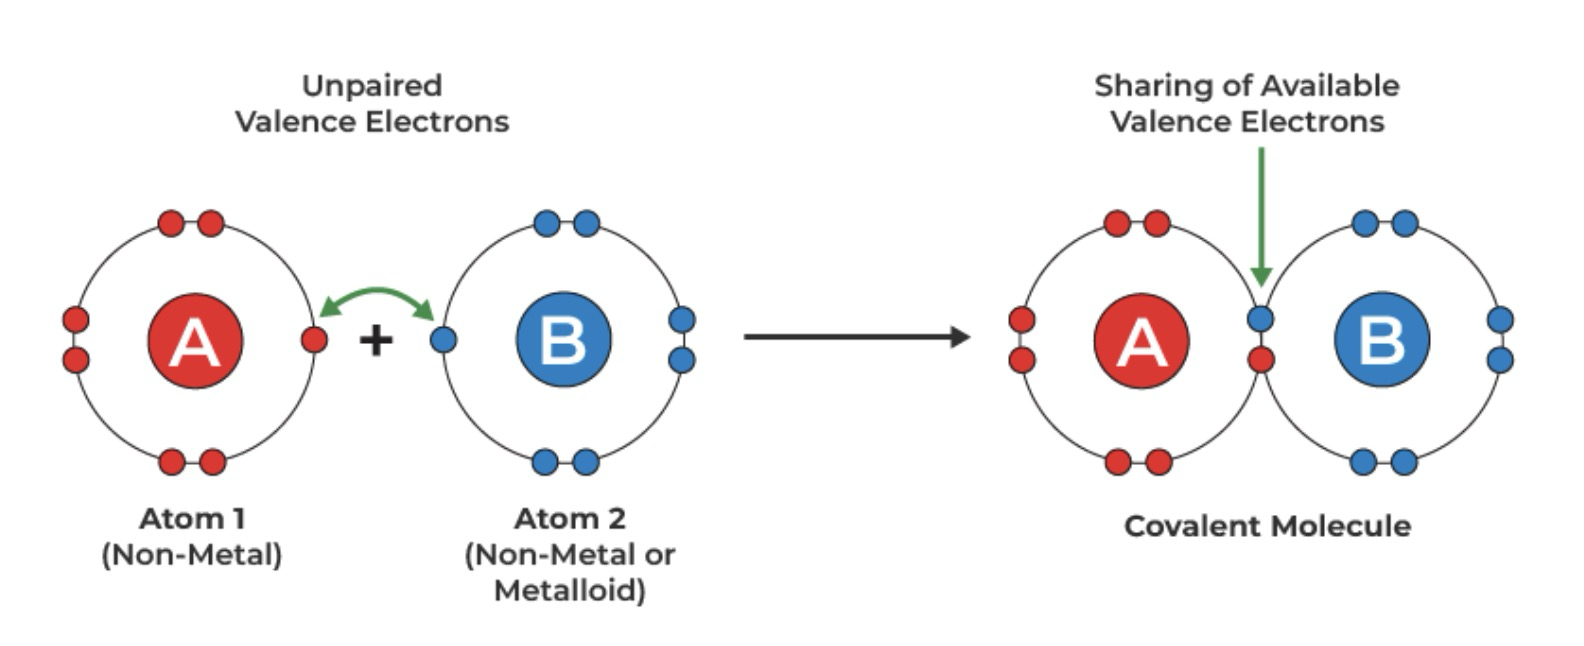 Unpaired
Valence Electrons
Sharing of Available
Valence Electrons
A
+
B
A
B
Atom 1
(Non-Metal)
Atom 2
(Non-Metal or
Metalloid)
Covalent Molecule